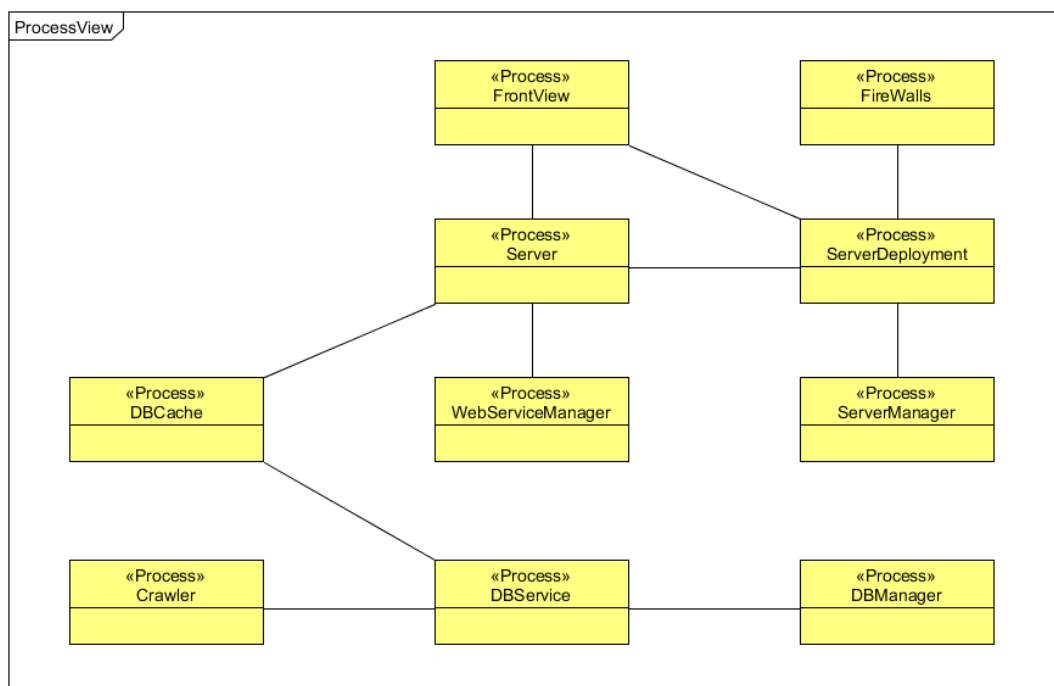 ProcessView
«Process»
FrontView
«Process»
FireWalls
«Process»
Server
«Process»
ServerDeployment
«Process»
DBCache
«Process»
WebServiceManager
«Process»
ServerManager
«Process»
Crawler
«Process»
DBService
«Process»
DBManager